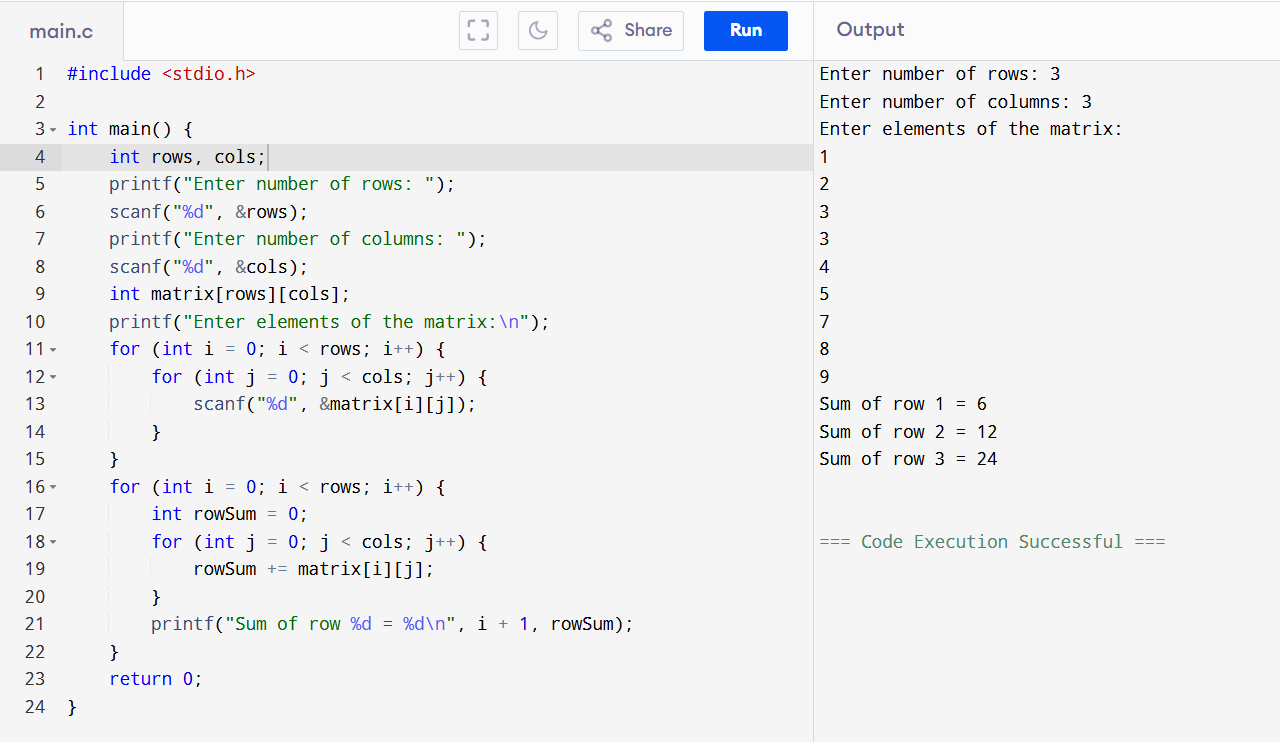 main.c
Share
Run
Output
1 #include <stdio.h>
2
3 int main() {
4     int rows, cols;
5     printf("Enter number of rows: ");
6     scanf("%d", &rows);
7     printf("Enter number of columns: ");
8     scanf("%d", &cols);
9     int matrix[rows][cols];
10     printf("Enter elements of the matrix:\n");
11     for (int i = 0; i < rows; i++) {
12         for (int j = 0; j < cols; j++) {
13             scanf("%d", &matrix[i][j]);
14         }
15     }
16     for (int i = 0; i < rows; i++) {
17         int rowSum = 0;
18         for (int j = 0; j < cols; j++) {
19             rowSum += matrix[i][j];
20         }
21         printf("Sum of row %d = %d\n", i + 1, rowSum);
22     }
23     return 0;
24 }
Enter number of rows: 3
Enter number of columns: 3
Enter elements of the matrix:
1
2
3
3
4
5
7
8
9
Sum of row 1 = 6
Sum of row 2 = 12
Sum of row 3 = 24
=== Code Execution Successful ===